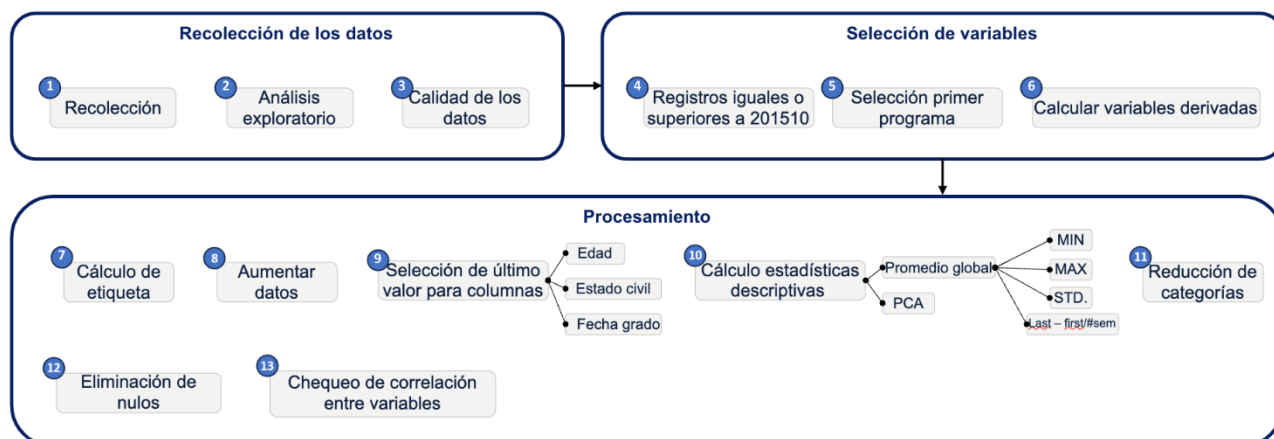 Recolección de los datos
1
Recolección
2
Análisis
exploratorio
3
Calidad de los
datos
Selección de variables
4
Registros iguales o
superiores a 201510
5
Selección primer
programa
6
Calcular variables derivadas
Procesamiento
7
Cálculo de
etiqueta
8
Aumentar
datos
9
Selección de último
valor para columnas
Edad
Estado civil
Fecha grado
10
Cálculo estadísticas
descriptivas
Promedio global
PCA
MIN
MAX
STD.
Last – first/#sem
11
Reducción de
categorías
12
Eliminación de
nulos
13
Chequeo de correlación
entre variables